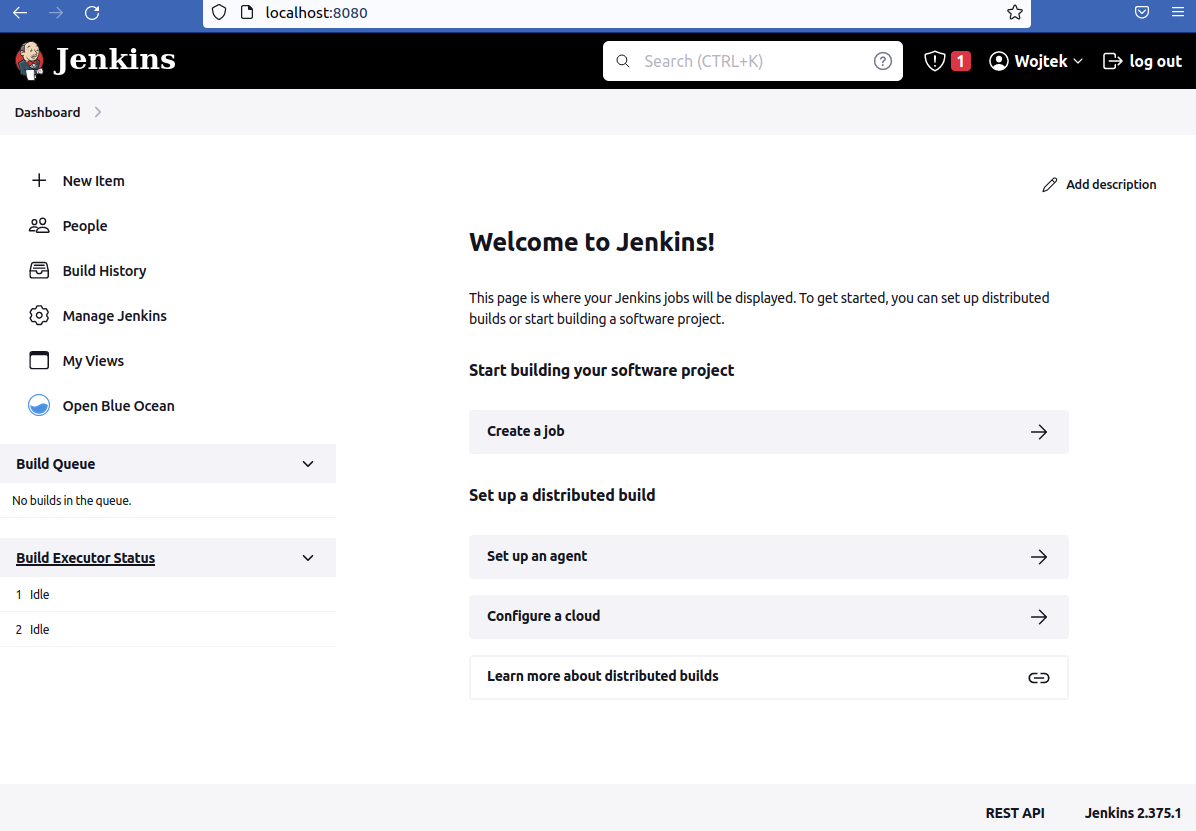 localhost:8080
Jenkins
Search (CTRL+K)
1
Wojtek
log out
Dashboard
New Item
People
Build History
Manage Jenkins
My Views
Open Blue Ocean
Build Queue
No builds in the queue.
Build Executor Status
1 Idle
2 Idle
Add description
Welcome to Jenkins!
This page is where your Jenkins jobs will be displayed. To get started, you can set up distributed
builds or start building a software project.
Start building your software project
Create a job
Set up a distributed build
Set up an agent
Configure a cloud
Learn more about distributed builds
REST API
Jenkins 2.375.1